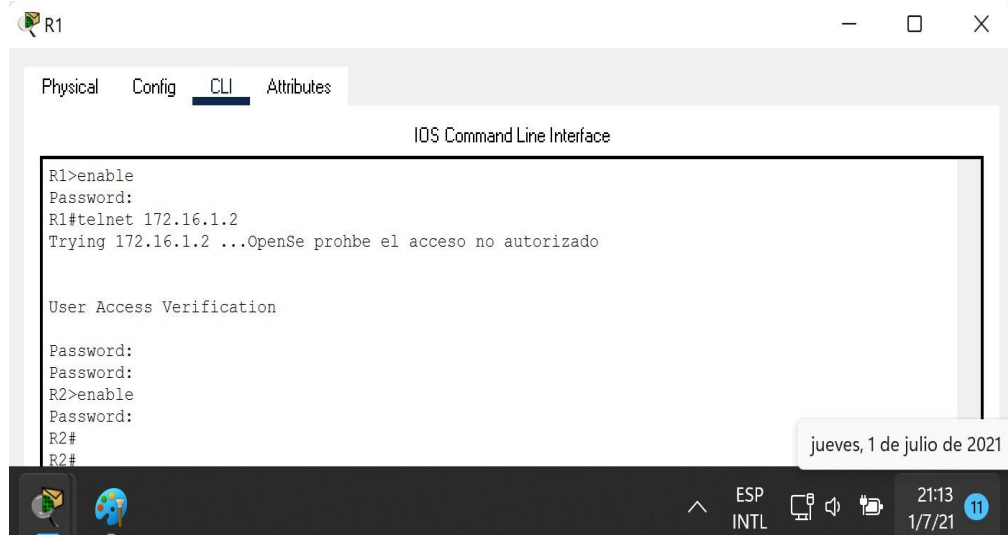 R1
Physical Config CLI Attributes
IOS Command Line Interface
R1>enable
Password:
R1#telnet 172.16.1.2
Trying 172.16.1.2 ...OpenSe prohbe el acceso no autorizado
User Access Verification
Password:
Password:
R2>enable
Password:
R2#
R2#
jueves, 1 de julio de 2021
ESP
INTL
21:13
1/7/21
11